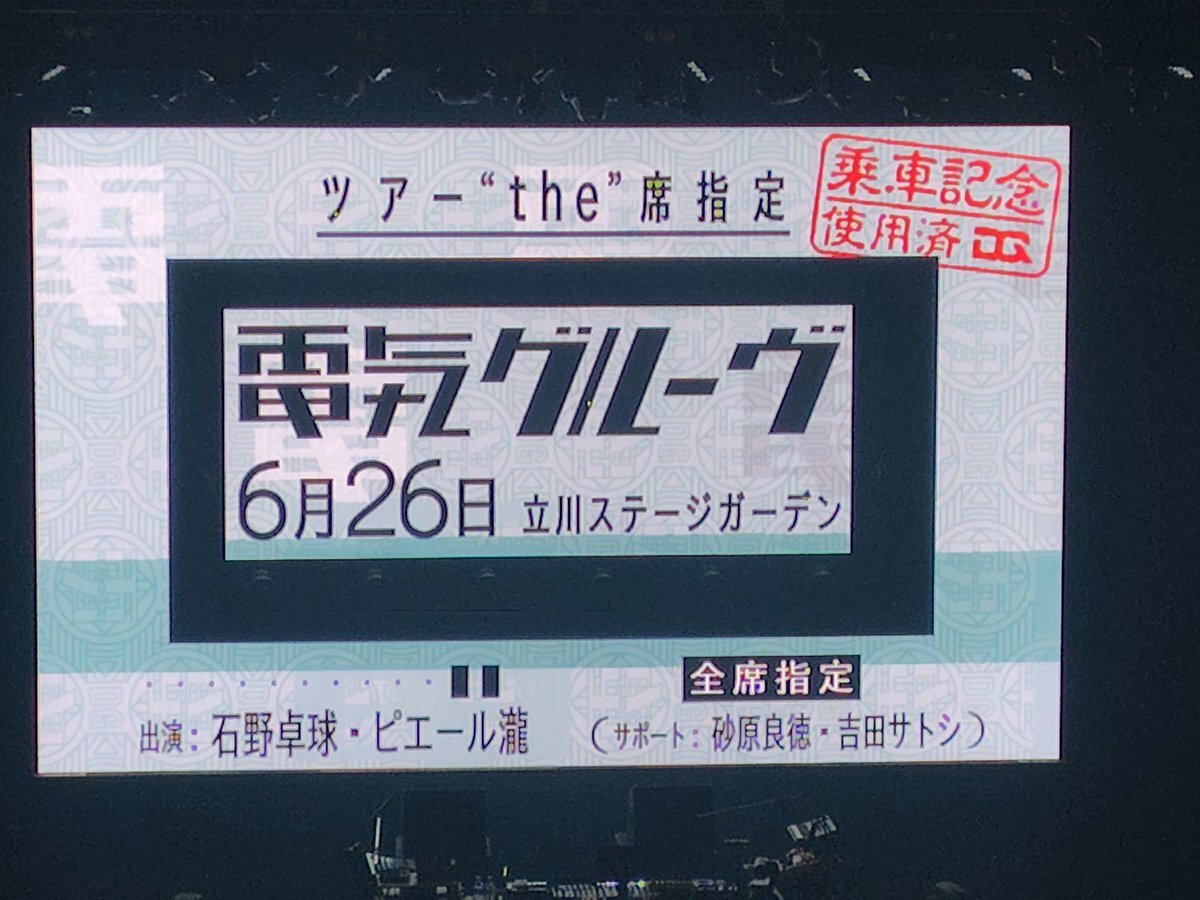 ツアー“the”席指定
乗車記念
使用済 DG
電気グルーヴ
6月26日 立川ステージガーデン
全席指定
出演：石野卓球・ピエール瀧 （サポート：砂原良徳・吉田サトシ）